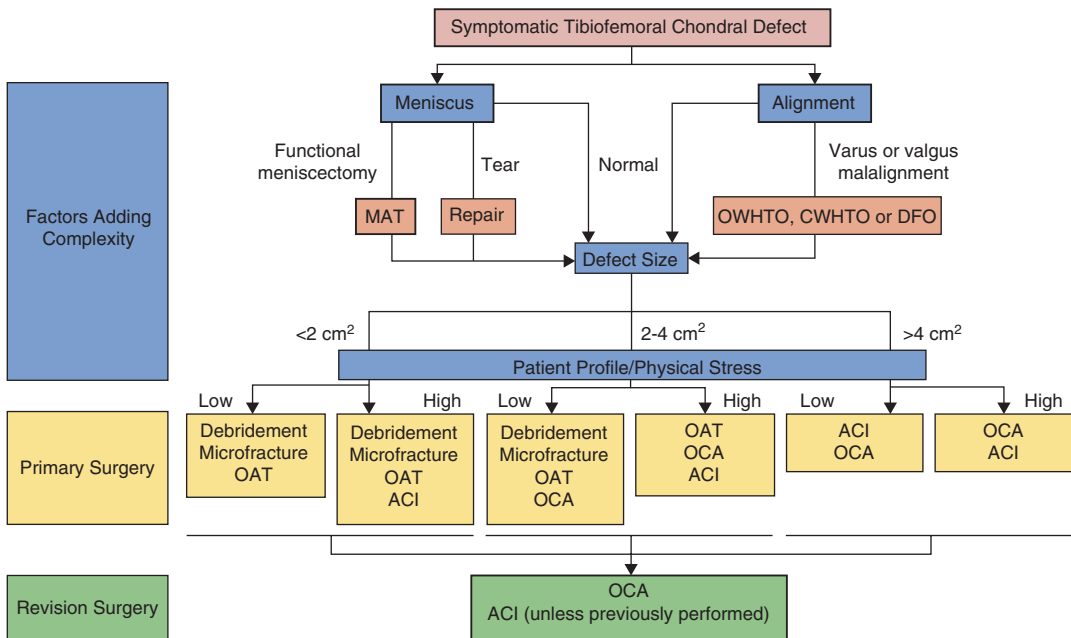 Symptomatic Tibiofemoral Chondral Defect
Meniscus
Alignment
Functional
meniscectomy
Tear
Normal
Varus or valgus
malalignment
MAT
Repair
OWHTO, CWHTO or DFO
Factors Adding
Complexity
Defect Size
<2 cm²
2-4 cm²
>4 cm²
Patient Profile/Physical Stress
Low
High
Low
High
Low
High
Primary Surgery
Debridement
Microfracture
OAT
Debridement
Microfracture
OAT
ACI
Debridement
Microfracture
OAT
OCA
OAT
OCA
ACI
ACI
OCA
OCA
ACI
Revision Surgery
OCA
ACI (unless previously performed)